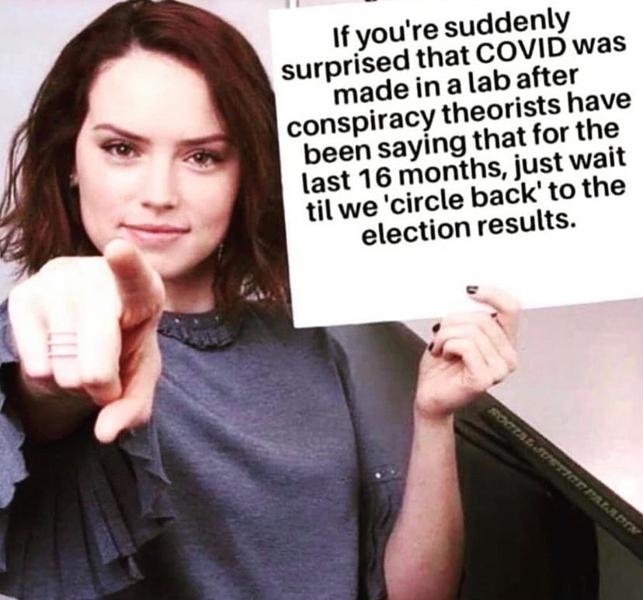 If you're suddenly
surprised that COVID was
made in a lab after
conspiracy theorists have
been saying that for the
last 16 months, just wait
til we 'circle back' to the
election results.
SOCIAL JUSTICE PALADIN